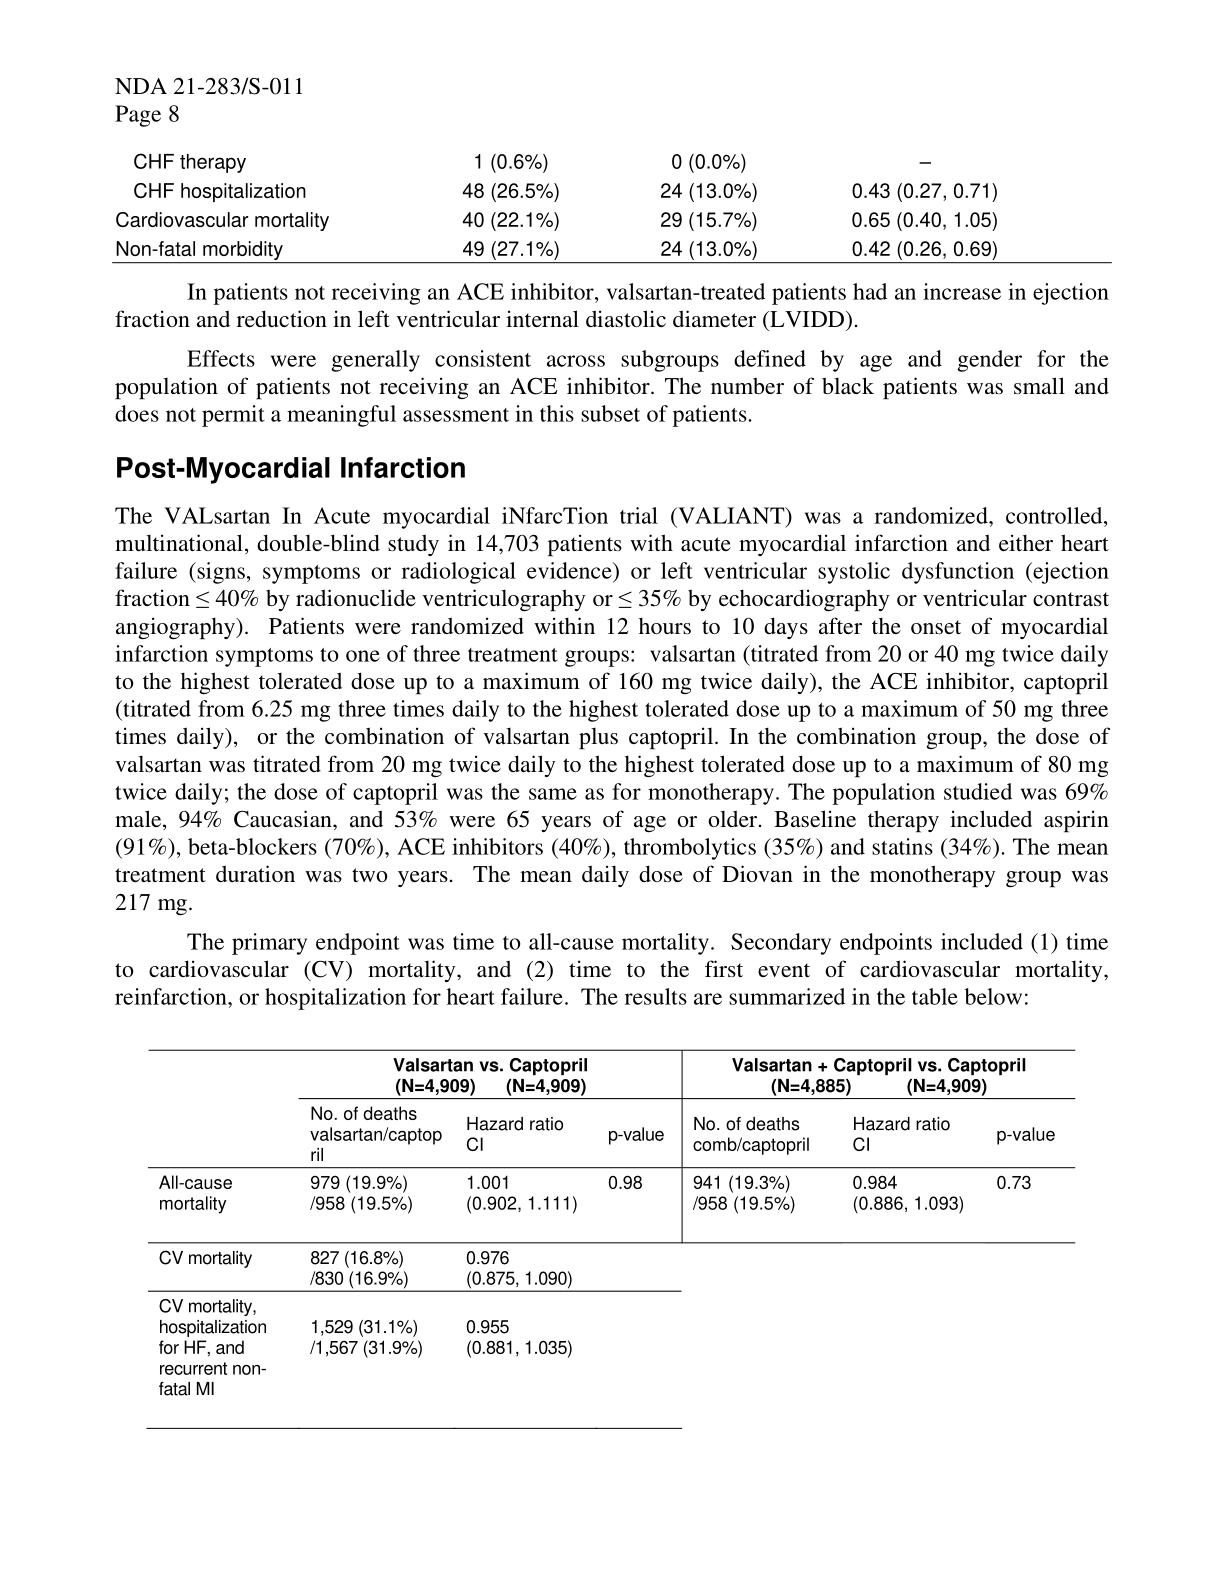 NDA 21-283/S-011
Page 8
CHF therapy 1 (0.6%) 0 (0.0%) –
CHF hospitalization 48 (26.5%) 24 (13.0%) 0.43 (0.27, 0.71)
Cardiovascular mortality 40 (22.1%) 29 (15.7%) 0.65 (0.40, 1.05)
Non-fatal morbidity 49 (27.1%) 24 (13.0%) 0.42 (0.26, 0.69)
In patients not receiving an ACE inhibitor, valsartan-treated patients had an increase in ejection
fraction and reduction in left ventricular internal diastolic diameter (LVIDD).
Effects were generally consistent across subgroups defined by age and gender for the
population of patients not receiving an ACE inhibitor. The number of black patients was small and
does not permit a meaningful assessment in this subset of patients.
Post-Myocardial Infarction
The VALsartan In Acute myocardial iNfarcTion trial (VALIANT) was a randomized, controlled,
multinational, double-blind study in 14,703 patients with acute myocardial infarction and either heart
failure (signs, symptoms or radiological evidence) or left ventricular systolic dysfunction (ejection
fraction ≤ 40% by radionuclide ventriculography or ≤ 35% by echocardiography or ventricular contrast
angiography). Patients were randomized within 12 hours to 10 days after the onset of myocardial
infarction symptoms to one of three treatment groups: valsartan (titrated from 20 or 40 mg twice daily
to the highest tolerated dose up to a maximum of 160 mg twice daily), the ACE inhibitor, captopril
(titrated from 6.25 mg three times daily to the highest tolerated dose up to a maximum of 50 mg three
times daily), or the combination of valsartan plus captopril. In the combination group, the dose of
valsartan was titrated from 20 mg twice daily to the highest tolerated dose up to a maximum of 80 mg
twice daily; the dose of captopril was the same as for monotherapy. The population studied was 69%
male, 94% Caucasian, and 53% were 65 years of age or older. Baseline therapy included aspirin
(91%), beta-blockers (70%), ACE inhibitors (40%), thrombolytics (35%) and statins (34%). The mean
treatment duration was two years. The mean daily dose of Diovan in the monotherapy group was
217 mg.
The primary endpoint was time to all-cause mortality. Secondary endpoints included (1) time
to cardiovascular (CV) mortality, and (2) time to the first event of cardiovascular mortality,
reinfarction, or hospitalization for heart failure. The results are summarized in the table below:
Valsartan vs. Captopril Valsartan + Captopril vs. Captopril
(N=4,909) (N=4,909) (N=4,885) (N=4,909)
No. of deaths
valsartan/captop
ril
Hazard ratio
CI
p-value
No. of deaths
comb/captopril
Hazard ratio
CI
p-value
All-cause 979 (19.9%) 1.001 0.98 941 (19.3%) 0.984 0.73
mortality /958 (19.5%) (0.902, 1.111) /958 (19.5%) (0.886, 1.093)
CV mortality 827 (16.8%) 0.976
/830 (16.9%) (0.875, 1.090)
CV mortality,
hospitalization 1,529 (31.1%) 0.955
for HF, and /1,567 (31.9%) (0.881, 1.035)
recurrent non-
fatal MI